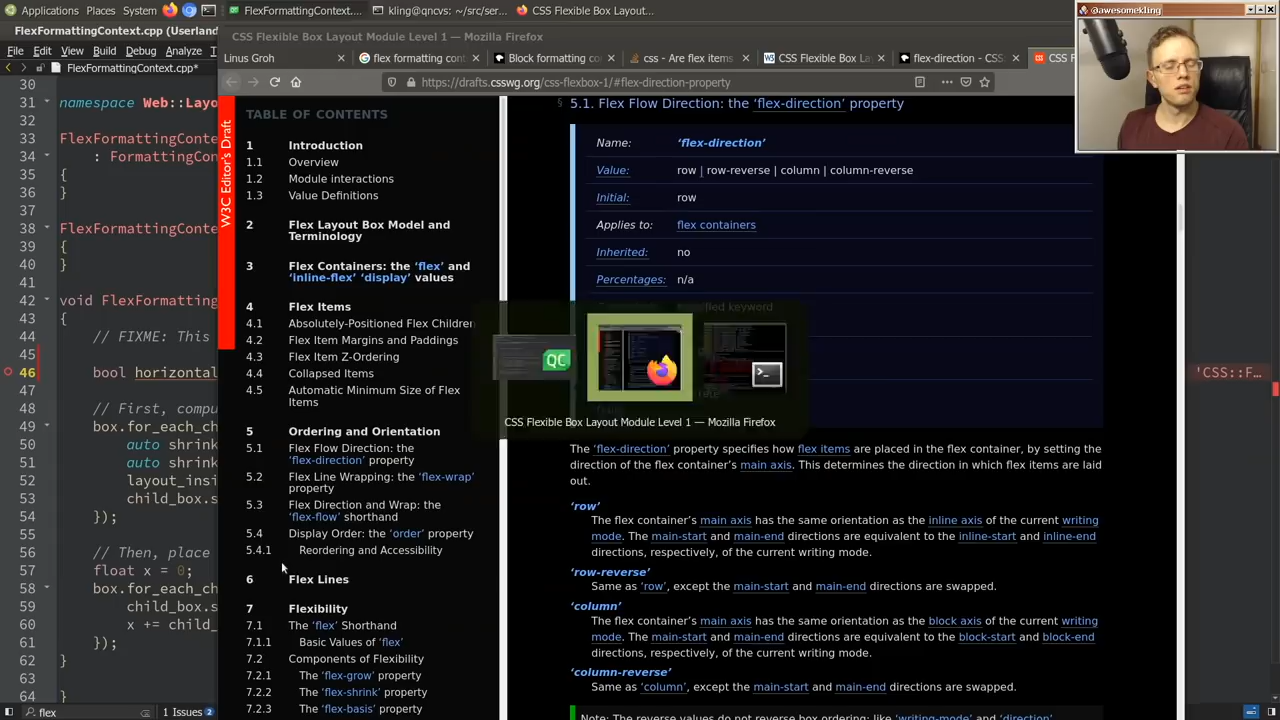 Applications Places System
FlexFormattingContext....
kling@qncvs: ~/src/ser...
CSS Flexible Box Layout...
@awesomekling
FlexFormattingContext.cpp (Userland
CSS Flexible Box Layout Module Level 1 — Mozilla Firefox
File Edit View Build Debug Analyze
Linus Groh
flex formatting con
Block formatting co
css - Are flex items
CSS Flexible Box L
flex-direction - CSS:
CSS F
FlexFormattingContext.cpp*
https://drafts.csswg.org/css-flexbox-1/#flex-direction-property
30
31 namespace Web::Layo
32
33 FlexFormattingConte
34 : FormattingCon
35 {
36 }
37
38 FlexFormattingConte
39 {
40 }
41
42 void FlexFormatting
43 {
44 // FIXME: This
45
46 bool horizontal
47
48 // First, compu
49 box.for_each_ch
50 auto shrink
51 auto shrink
52 layout_insi
53 child_box.s
54 });
55
56 // Then, place
57 float x = 0;
58 box.for_each_ch
59 child_box.s
60 x += child_
61 });
62 }
63
64 }
flex
1 Issues 2
W3C Editor's Draft
TABLE OF CONTENTS
1 Introduction
1.1 Overview
1.2 Module interactions
1.3 Value Definitions
2 Flex Layout Box Model and
Terminology
3 Flex Containers: the ‘flex’ and
‘inline-flex’ ‘display’ values
4 Flex Items
4.1 Absolutely-Positioned Flex Children
4.2 Flex Item Margins and Paddings
4.3 Flex Item Z-Ordering
4.4 Collapsed Items
4.5 Automatic Minimum Size of Flex
Items
5 Ordering and Orientation
5.1 Flex Flow Direction: the
‘flex-direction’ property
5.2 Flex Line Wrapping: the ‘flex-wrap’
property
5.3 Flex Direction and Wrap: the
‘flex-flow’ shorthand
5.4 Display Order: the ‘order’ property
5.4.1 Reordering and Accessibility
6 Flex Lines
7 Flexibility
7.1 The ‘flex’ Shorthand
7.1.1 Basic Values of ‘flex’
7.2 Components of Flexibility
7.2.1 The ‘flex-grow’ property
7.2.2 The ‘flex-shrink’ property
7.2.3 The ‘flex-basis’ property
§ 5.1. Flex Flow Direction: the ‘flex-direction’ property
Name: ‘flex-direction’
Value: row | row-reverse | column | column-reverse
Initial: row
Applies to: flex containers
Inherited: no
Percentages: n/a
fied keyword
QC
CSS Flexible Box Layout Module Level 1 — Mozilla Firefox
'CSS::F...
The ‘flex-direction’ property specifies how flex items are placed in the flex container, by setting the
direction of the flex container’s main axis. This determines the direction in which flex items are laid
out.
‘row’
The flex container’s main axis has the same orientation as the inline axis of the current writing
mode. The main-start and main-end directions are equivalent to the inline-start and inline-end
directions, respectively, of the current writing mode.
‘row-reverse’
Same as ‘row’, except the main-start and main-end directions are swapped.
‘column’
The flex container’s main axis has the same orientation as the block axis of the current writing
mode. The main-start and main-end directions are equivalent to the block-start and block-end
directions, respectively, of the current writing mode.
‘column-reverse’
Same as ‘column’, except the main-start and main-end directions are swapped.
Note: The reverse values do not reverse box ordering: like ‘writing-mode’ and ‘direction’